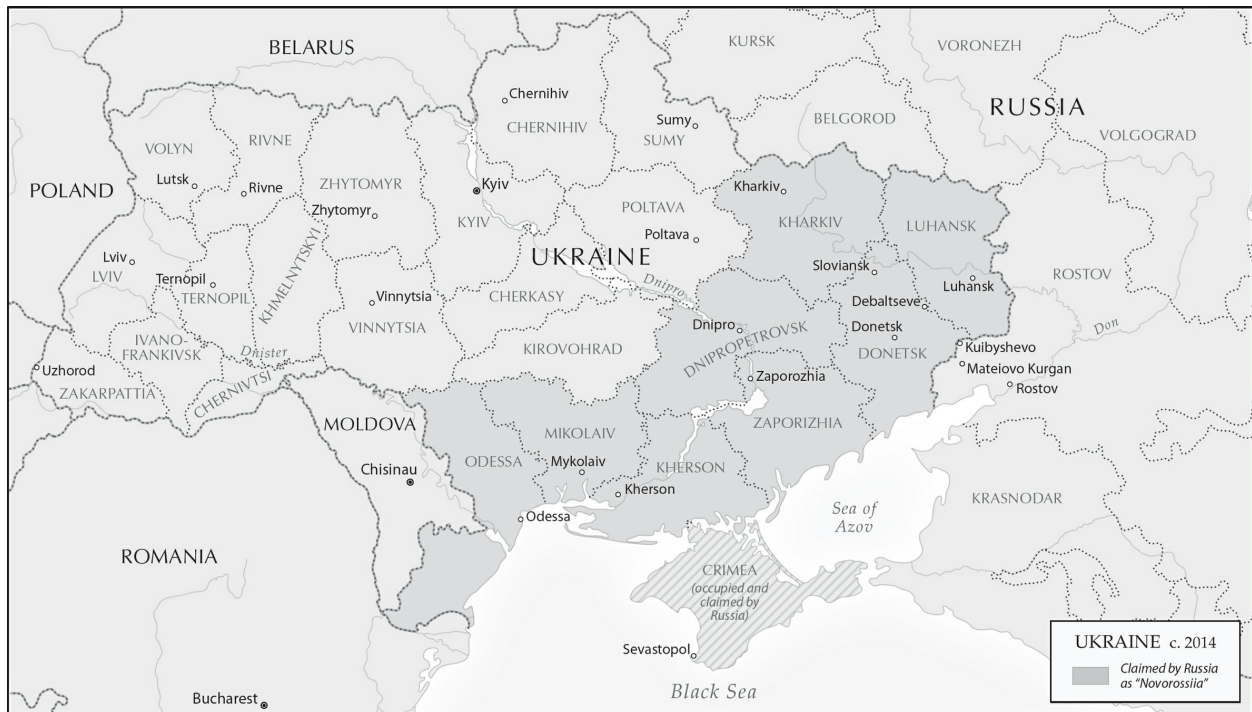 BELARUS
KURSK
VORONEZH
RUSSIA
Chernihiv
CHERNIHIV
Sumy
SUMY
BELGOROD
VOLGOGRAD
VOLYN
RIVNE
POLAND
Lutsk
Rivne
ZHYTOMYR
Zhytomyr
Kyiv
KYIV
Kharkiv
KHARKIV
POLTAVA
Poltava
LUHANSK
UKRAINE
Lviv
LVIV
Ternopil
TERNOPIL
KHMELNYTSKYI
Vinnytsia
VINNYTSIA
CHERKASY
Dnipro
Sloviansk
Luhansk
ROSTOV
Debaltseve
Dnipro
DNIPROPETROVSK
Donetsk
DONETSK
Don
IVANO-
FRANKIVSK
Dnister
KIROVOHRAD
Kuibyshevo
Mateiovo Kurgan
Rostov
Uzhorod
ZAKARPATTIA
CHERNIVTSI
Zaporozhia
ZAPORIZHIA
MOLDOVA
Chisinau
ODESSA
MIKOLAIV
Mykolaiv
KHERSON
Kherson
Odessa
KRASNODAR
Sea of
Azov
ROMANIA
CRIMEA
(occupied and
claimed by
Russia)
Sevastopol
Black Sea
Bucharest
UKRAINE c. 2014
Claimed by Russia
as “Novorossiia”